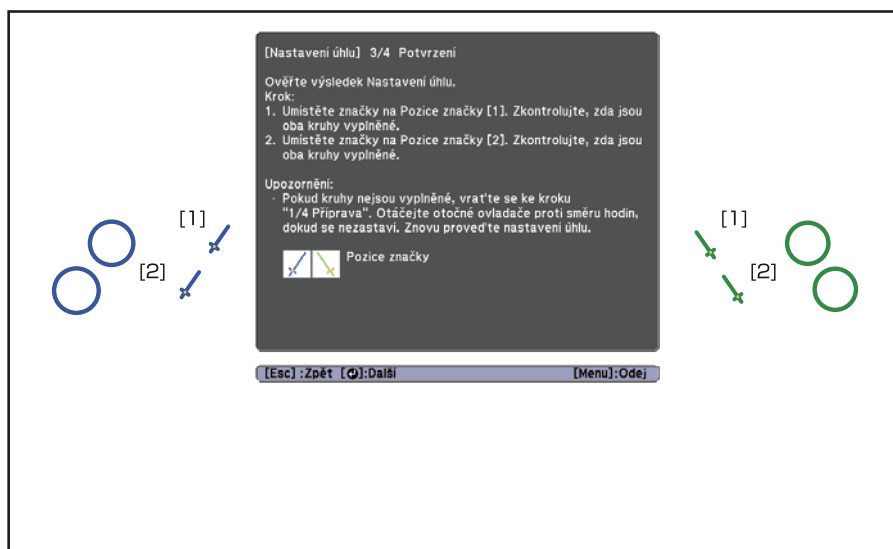 [Nastavení úhlu] 3/4 Potvrzení
Ověřte výsledek Nastavení úhlu.
Krok:
1. Umístěte značky na Pozice značky [1]. Zkontrolujte, zda jsou
oba kruhy vyplněné.
2. Umístěte značky na Pozice značky [2]. Zkontrolujte, zda jsou
oba kruhy vyplněné.
Upozornění:
· Pokud kruhy nejsou vyplněné, vraťte se ke kroku
"1/4 Příprava". Otáčejte otočné ovladače proti směru hodin,
dokud se nezastaví. Znovu proveďte nastavení úhlu.
Pozice značky
[1]
[2]
[1]
[2]
[Esc] :Zpět [↵]:Další
[Menu]:Odej